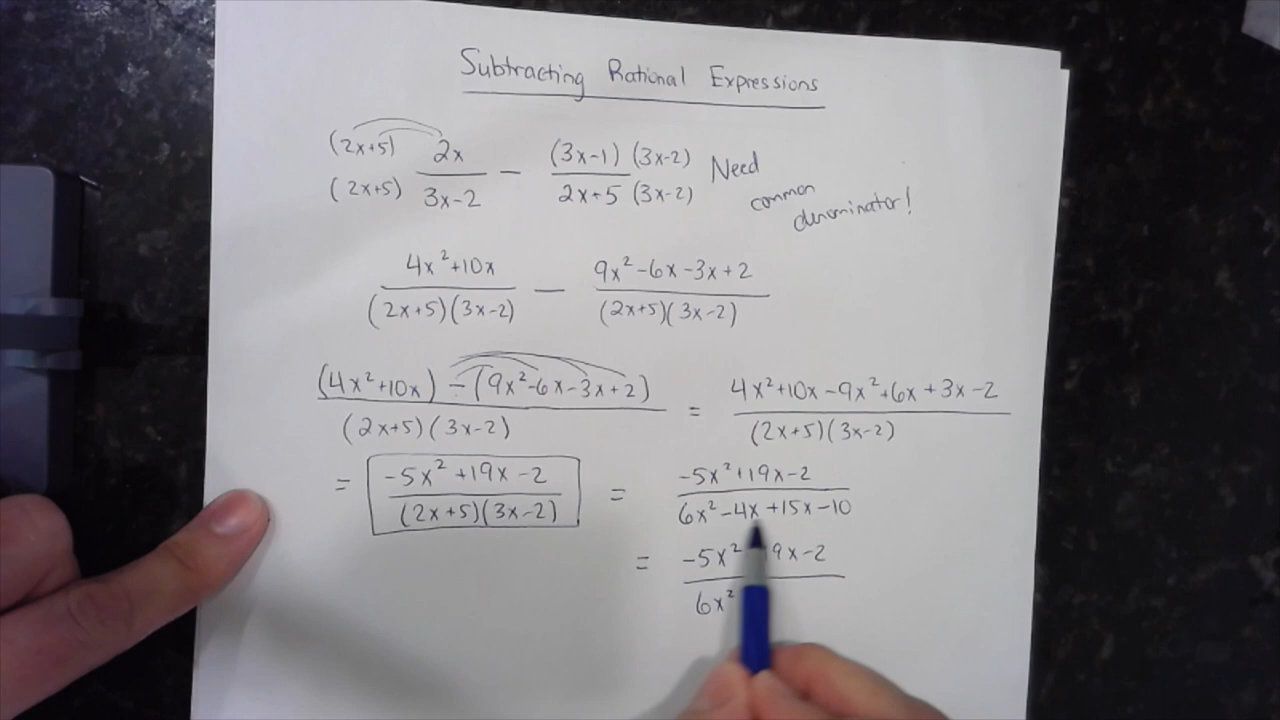 Subtracting Rational Expressions
(2x+5) 2x / (2x+5) 3x-2 - (3x-1) (3x-2) / 2x+5 (3x-2) Need common denominator!
4x²+10x / (2x+5)(3x-2) - 9x²-6x-3x+2 / (2x+5)(3x-2)
(4x²+10x) - (9x²-6x-3x+2) / (2x+5)(3x-2) = 4x²+10x-9x²+6x+3x-2 / (2x+5)(3x-2)
= -5x²+19x-2 / (2x+5)(3x-2) = -5x²+19x-2 / 6x²-4x+15x-10
= -5x² 9x-2 / 6x²